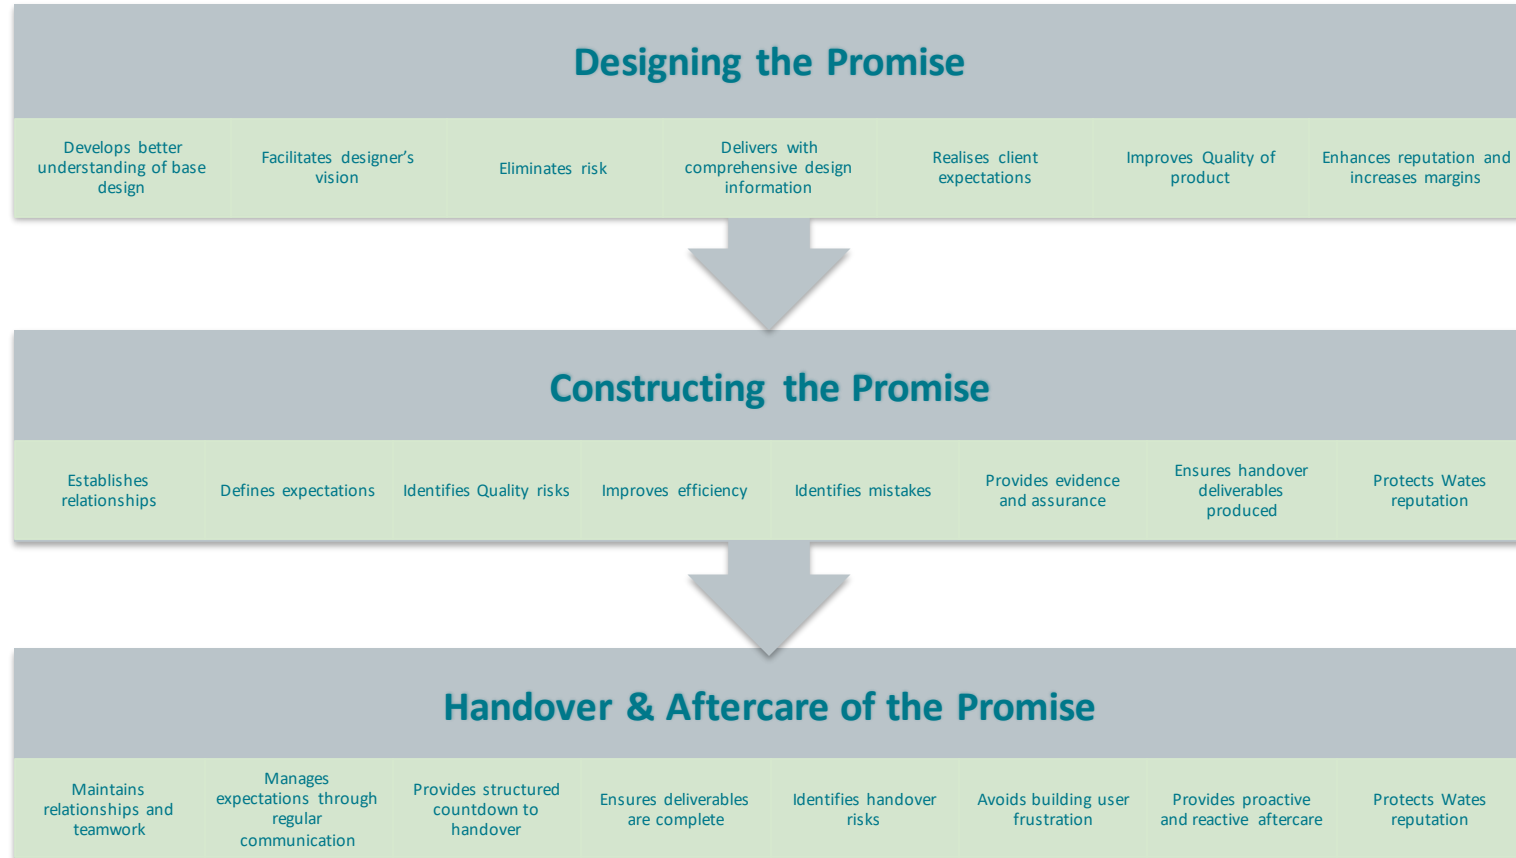 Designing the Promise
Develops better
understanding of base
design
Facilitates designer's
vision
Eliminates risk
Delivers with
comprehensive design
information
Realises client
expectations
Improves Quality of
product
Enhances reputation and
increases margins
Constructing the Promise
Establishes
relationships
Defines expectations
Identifies Quality risks
Improves efficiency
Identifies mistakes
Provides evidence
and assurance
Ensures handover
deliverables
produced
Protects Wates
reputation
Handover & Aftercare of the Promise
Maintains
relationships and
teamwork
Manages
expectations through
regular
communication
Provides structured
countdown to
handover
Ensures deliverables
are complete
Identifies handover
risks
Avoids building user
frustration
Provides proactive
and reactive aftercare
Protects Wates
reputation